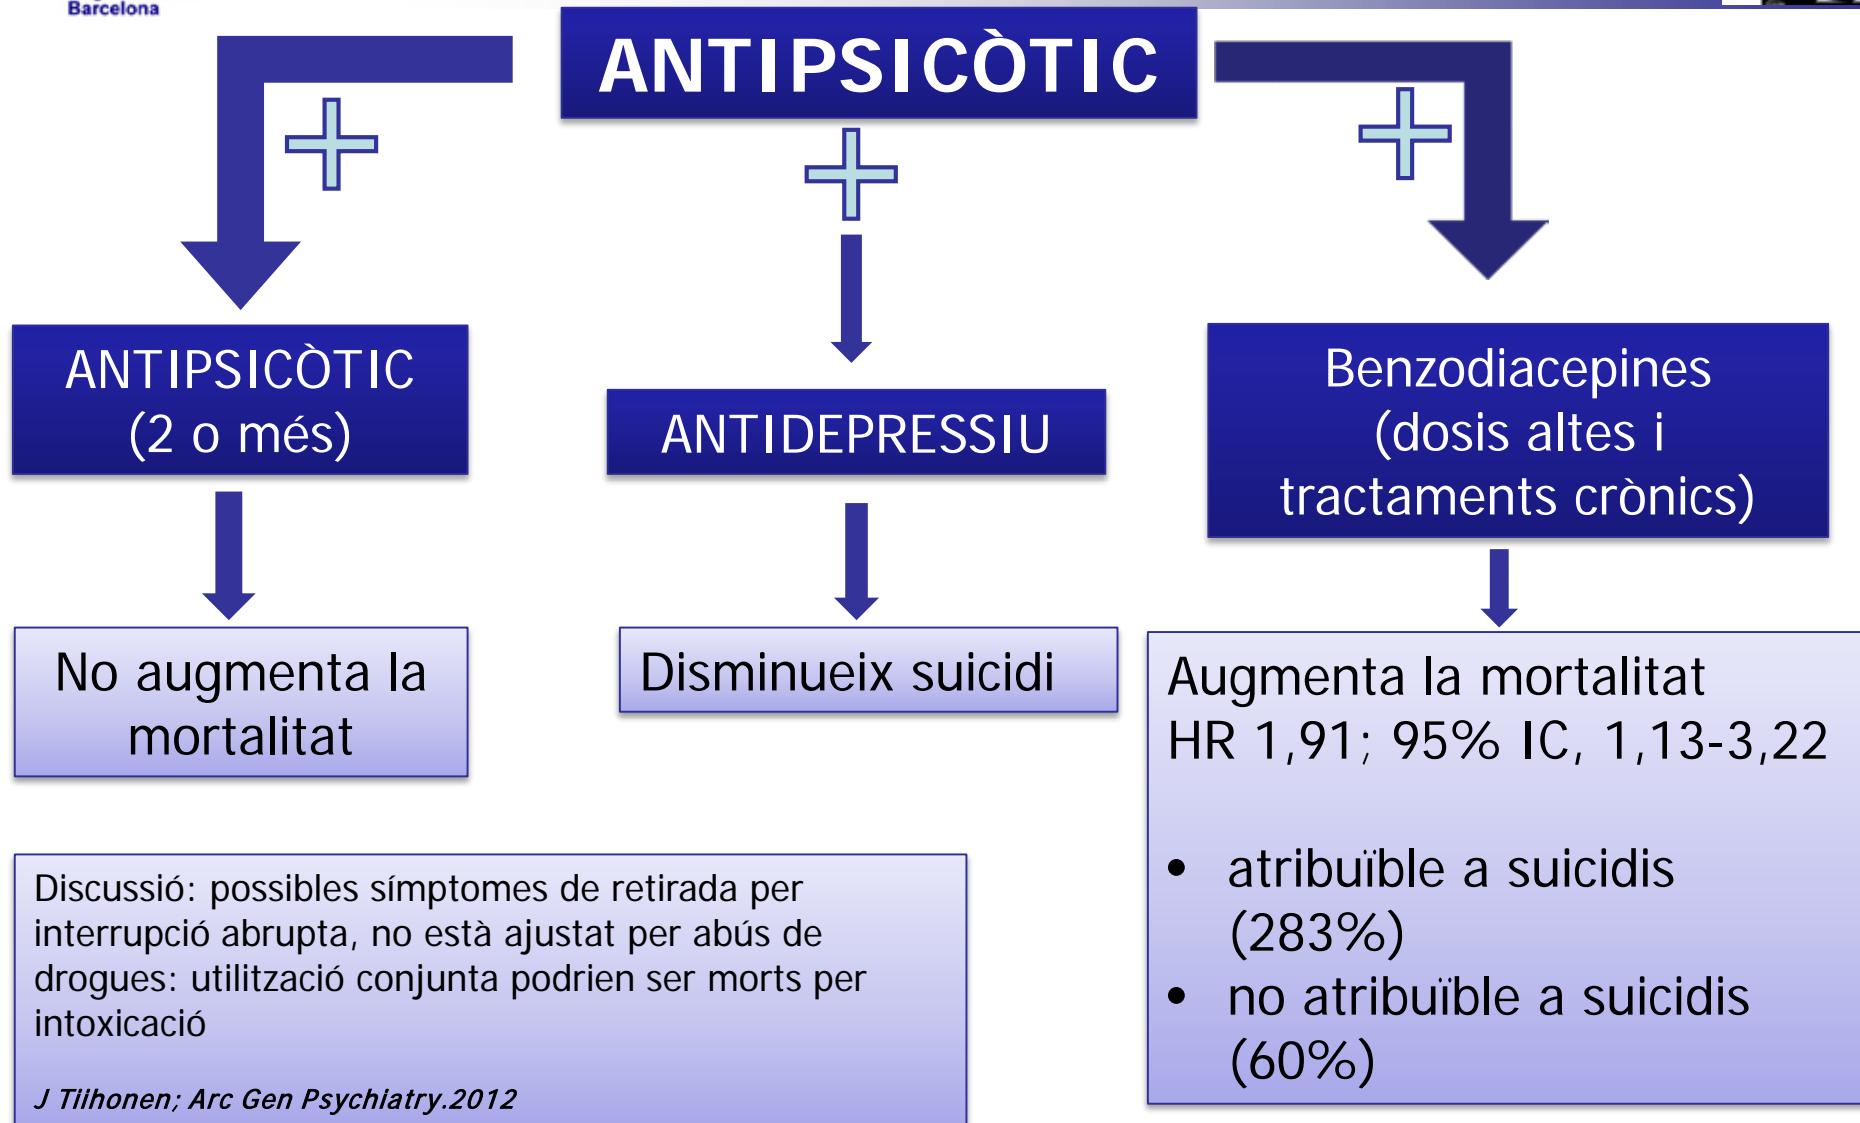 Barcelona
ANTIPSICÒTIC
ANTIPSICÒTIC
(2 o més)
No augmenta la
mortalitat
ANTIDEPRESSIU
Disminueix suicidi
Benzodiacepines
(dosis altes i
tractaments crònics)
Augmenta la mortalitat
HR 1,91; 95% IC, 1,13-3,22
• atribuïble a suicidis
(283%)
• no atribuïble a suicidis
(60%)
Discussió: possibles símptomes de retirada per
interrupció abrupta, no està ajustat per abús de
drogues: utilització conjunta podrien ser morts per
intoxicació
J Tiihonen; Arc Gen Psychiatry.2012